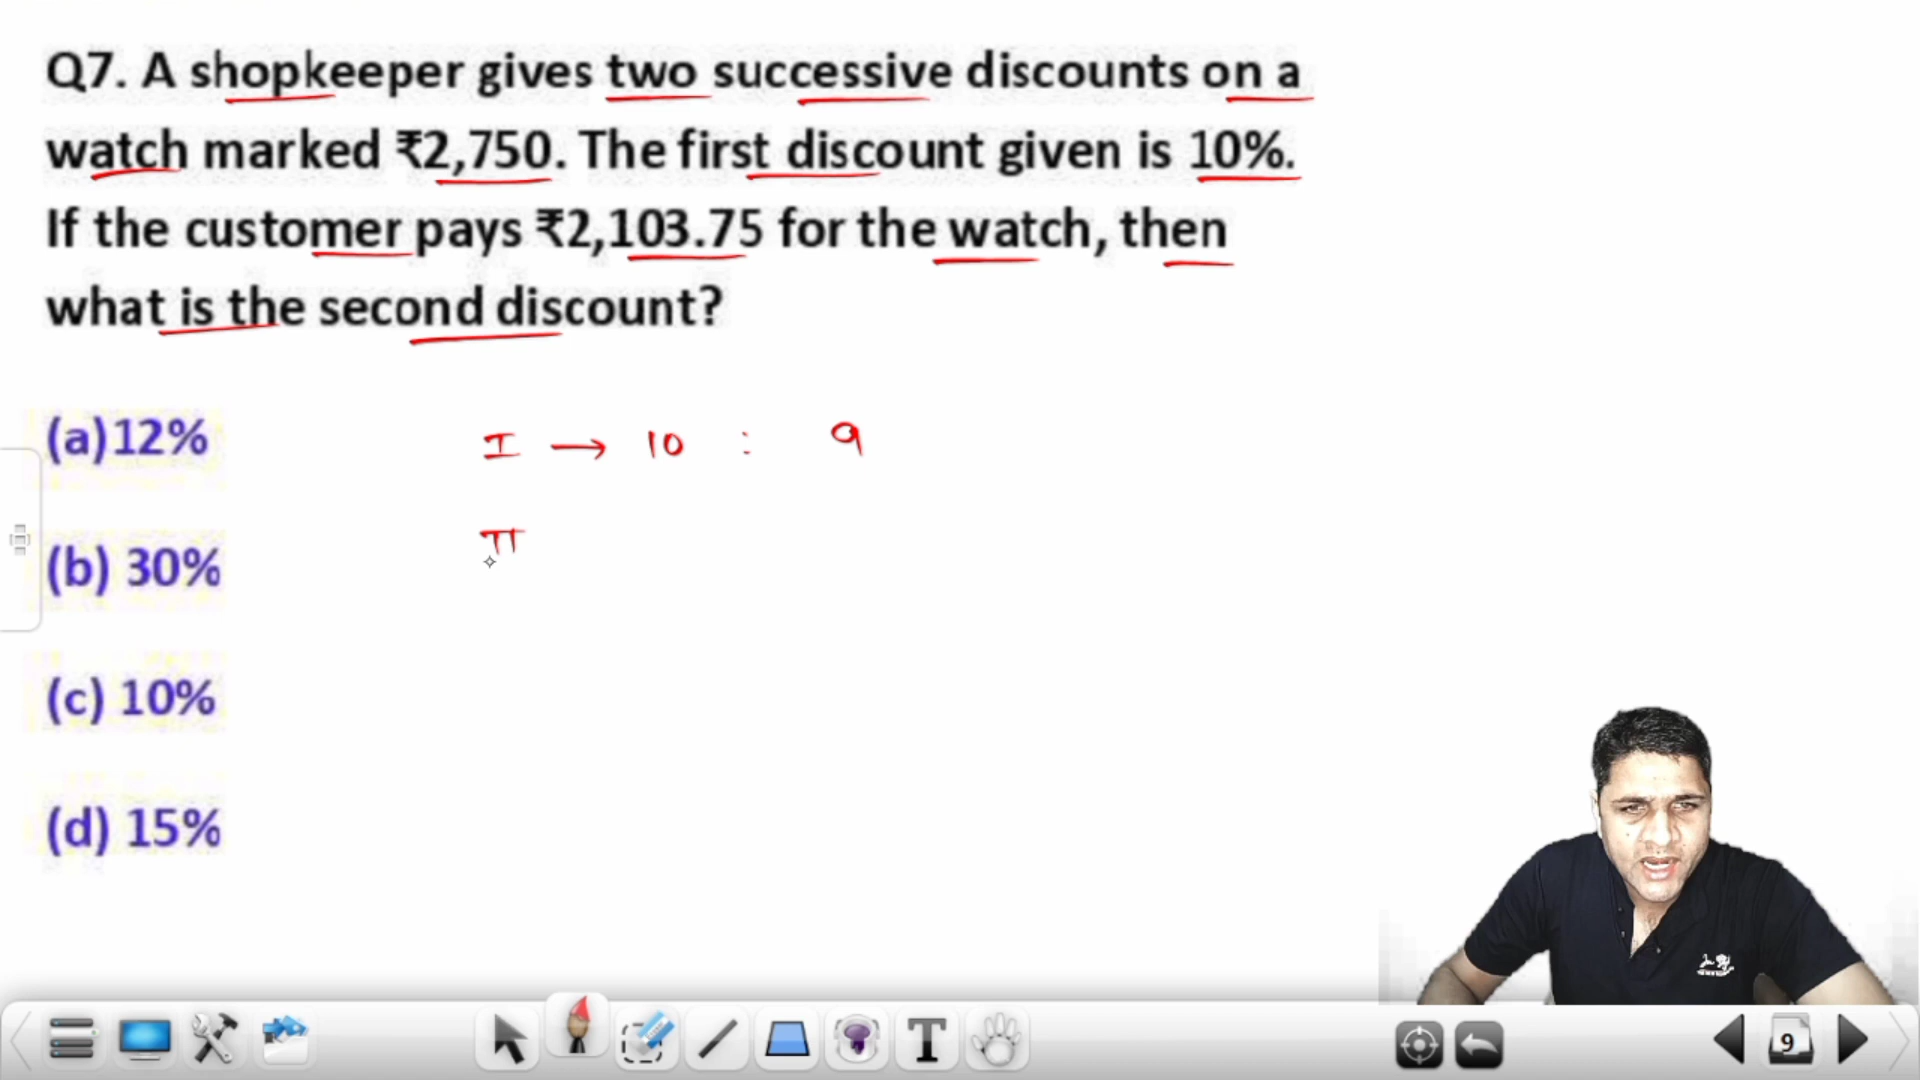 Q7. A shopkeeper gives two successive discounts on a
watch marked ₹2,750. The first discount given is 10%.
If the customer pays ₹2,103.75 for the watch, then
what is the second discount?
(a)12%
I → 10 : 9
II
(b) 30%
(c) 10%
(d) 15%
T
9